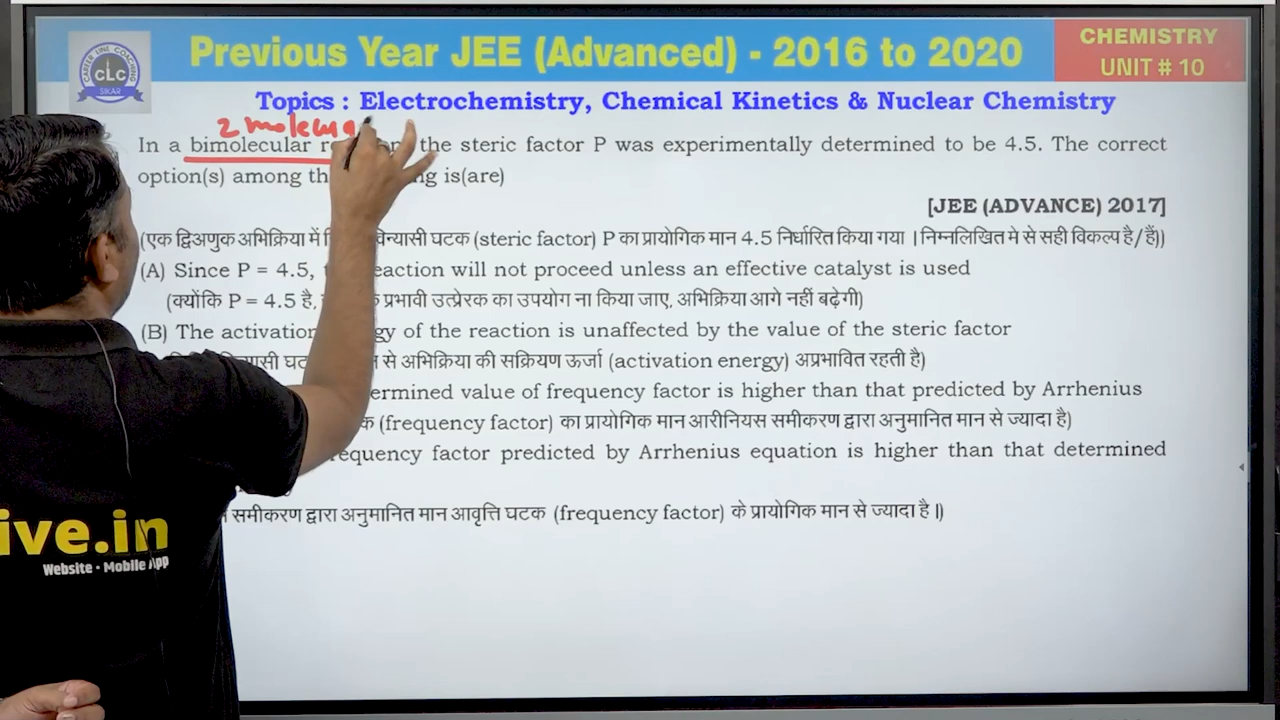 Previous Year JEE (Advanced) - 2016 to 2020
CHEMISTRY
UNIT # 10
CAREER LINE COACHING
CLC
SIKAR
Topics : Electrochemistry, Chemical Kinetics & Nuclear Chemistry
2 molecu
In a bimolecular the steric factor P was experimentally determined to be 4.5. The correct
option(s) among is(are)
[JEE (ADVANCE) 2017]
(एक द्विअणुक अभिक्रिया में विन्यासी घटक (steric factor) P का प्रायोगिक मान 4.5 निर्धारित किया गया । निम्नलिखित मे से सही विकल्प है/हैं))
(A) Since P = 4.5, reaction will not proceed unless an effective catalyst is used
(क्योंकि P = 4.5 है, प्रभावी उत्प्रेरक का उपयोग ना किया जाए, अभिक्रिया आगे नहीं बढ़ेगी)
(B) The activation of the reaction is unaffected by the value of the steric factor
से अभिक्रिया की सक्रियण ऊर्जा (activation energy) अप्रभावित रहती है)
ermined value of frequency factor is higher than that predicted by Arrhenius
(frequency factor) का प्रायोगिक मान आरीनियस समीकरण द्वारा अनुमानित मान से ज्यादा है)
equency factor predicted by Arrhenius equation is higher than that determined
समीकरण द्वारा अनुमानित मान आवृत्ति घटक (frequency factor) के प्रायोगिक मान से ज्यादा है।)
ive.in
Website • Mobile App